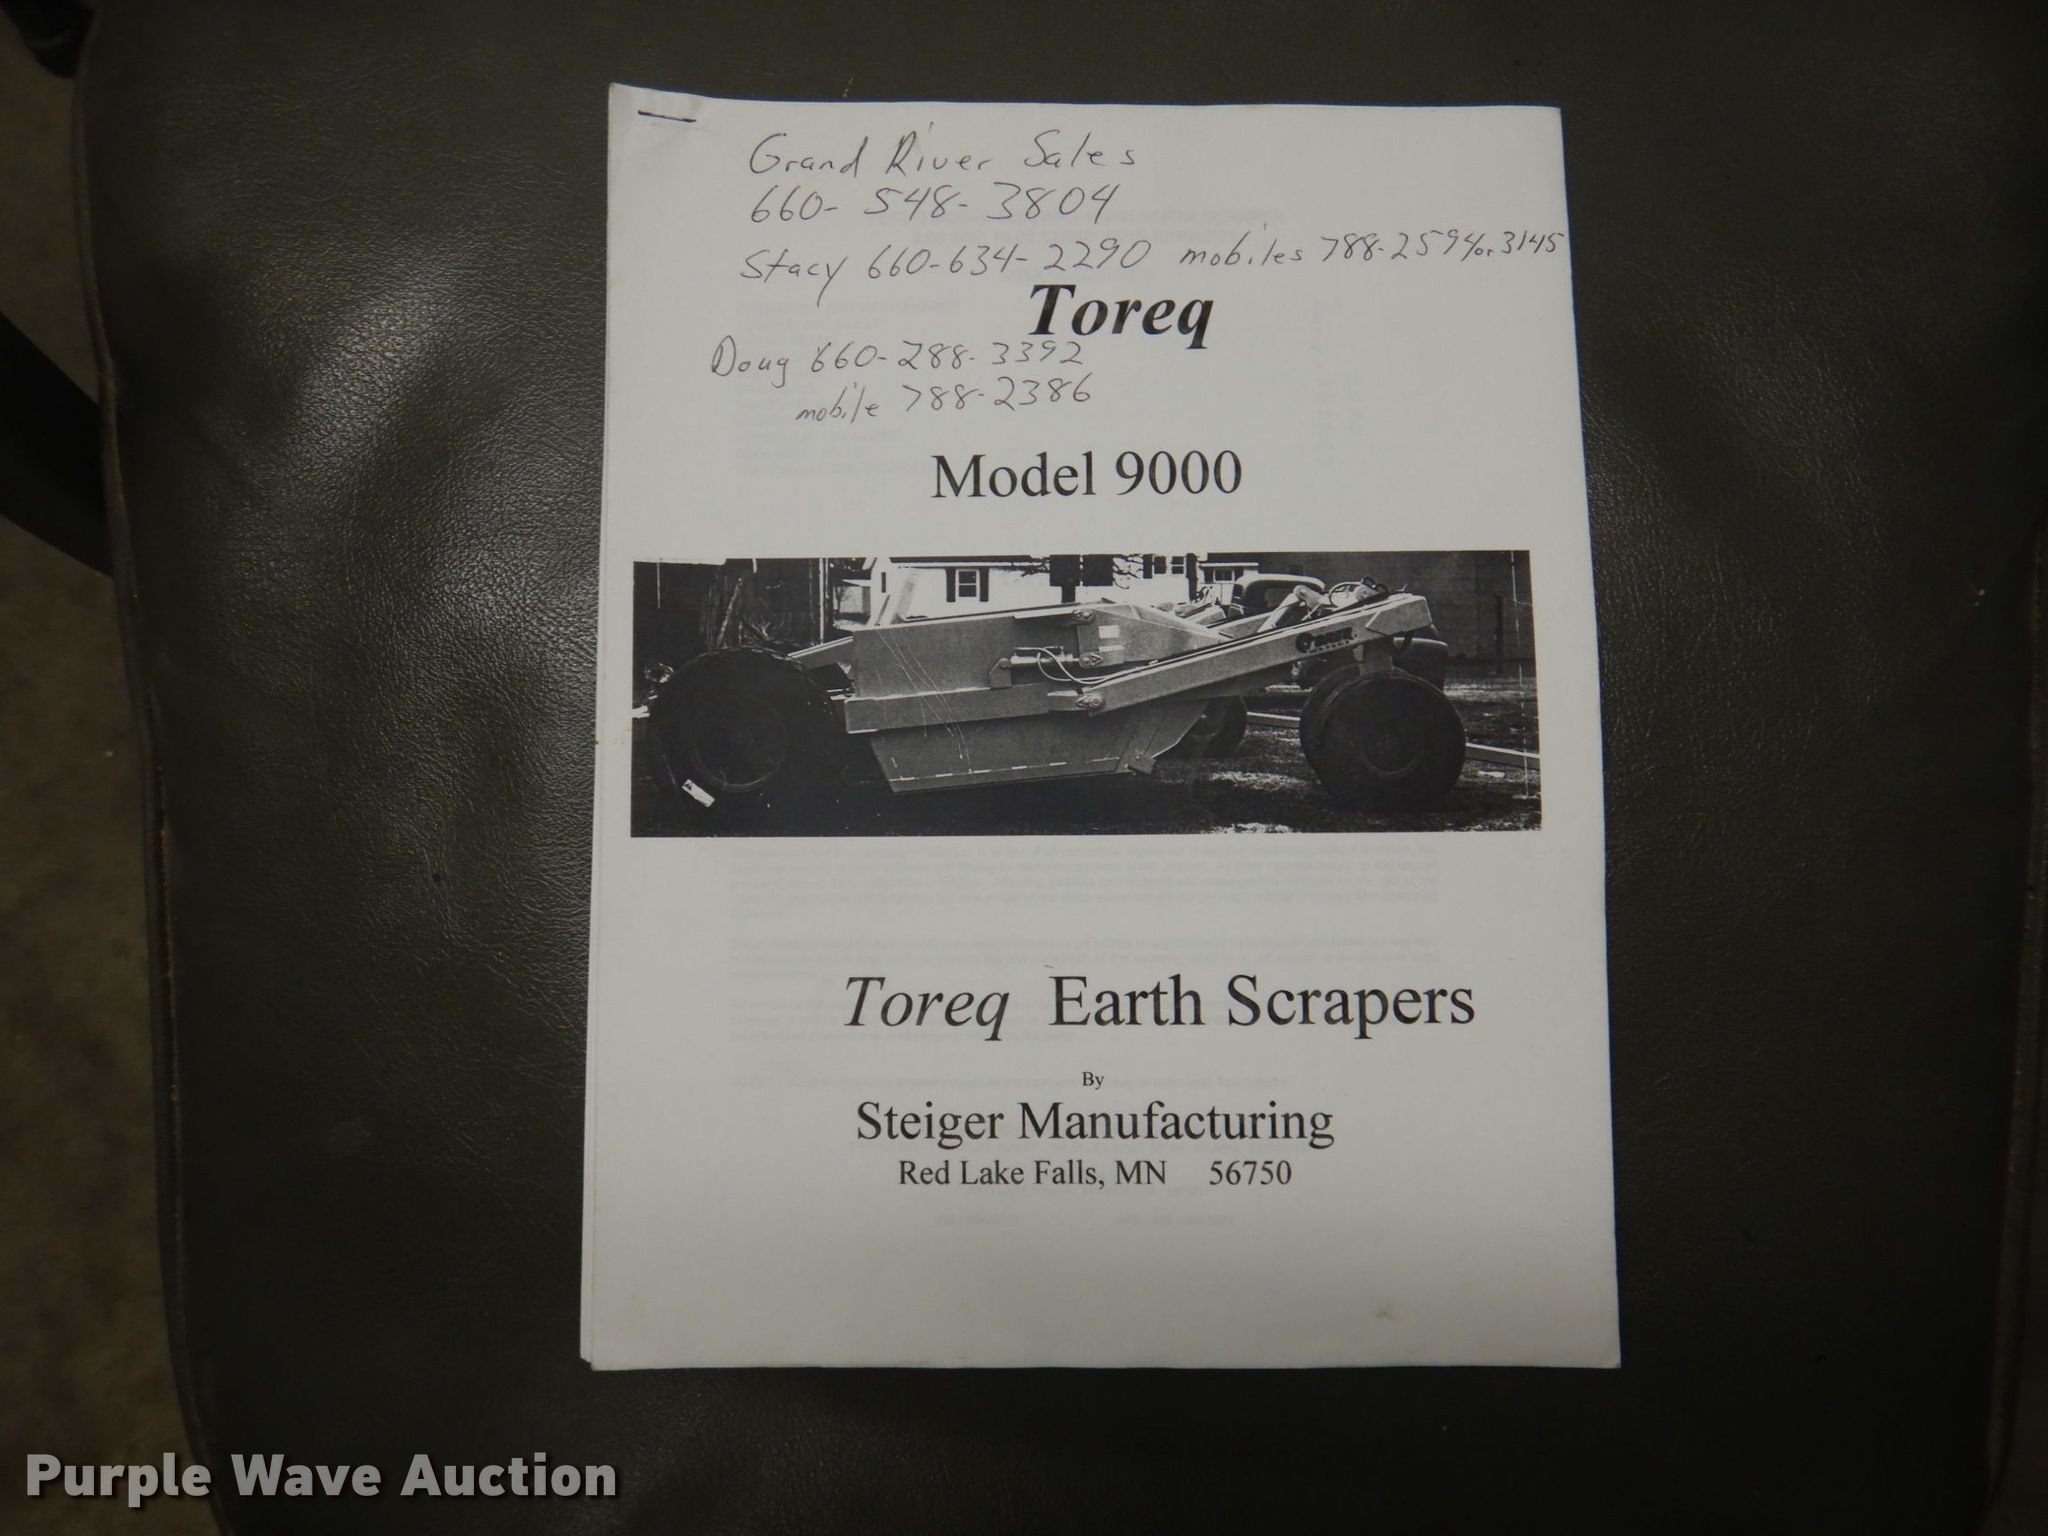 Grand River Sales
660-548-3804
Stacy 660-634-2290 mobiles 788-2594 or 3145
Toreq
Doug 660-288-3392
mobile 788-2386
Model 9000
Toreq Earth Scrapers
By
Steiger Manufacturing
Red Lake Falls, MN 56750
Purple Wave Auction